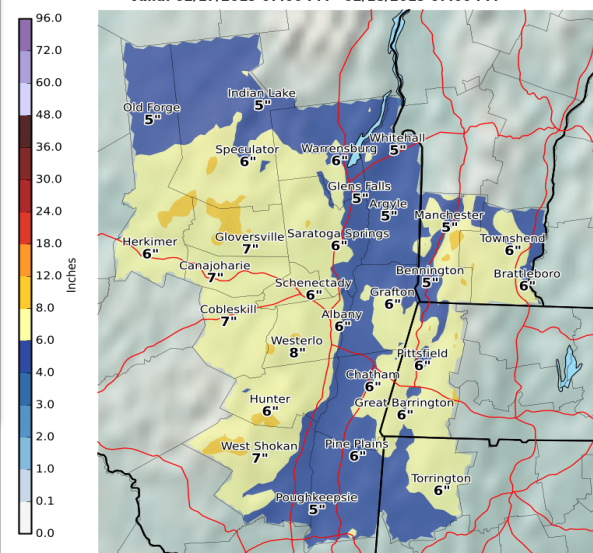 96.0
72.0
60.0
48.0
36.0
30.0
24.0
18.0
12.0
8.0
6.0
4.0
3.0
2.0
1.0
0.1
0.0
Inches
Old Forge
5"
Indian Lake
5"
Speculator
6"
Warrensburg
6"
Whitehall
5"
Glens Falls
5"
Argyle
5"
Manchester
5"
Herkimer
6"
Gloversville
7"
Saratoga Springs
6"
Townshend
6"
Canajoharie
7"
Bennington
5"
Brattleboro
6"
Schenectady
6"
Grafton
6"
Cobleskill
7"
Albany
6"
Westerlo
8"
Pittsfield
6"
Chatham
6"
Hunter
6"
Great Barrington
6"
West Shokan
7"
Pine Plains
6"
Torrington
6"
Poughkeepsie
5"